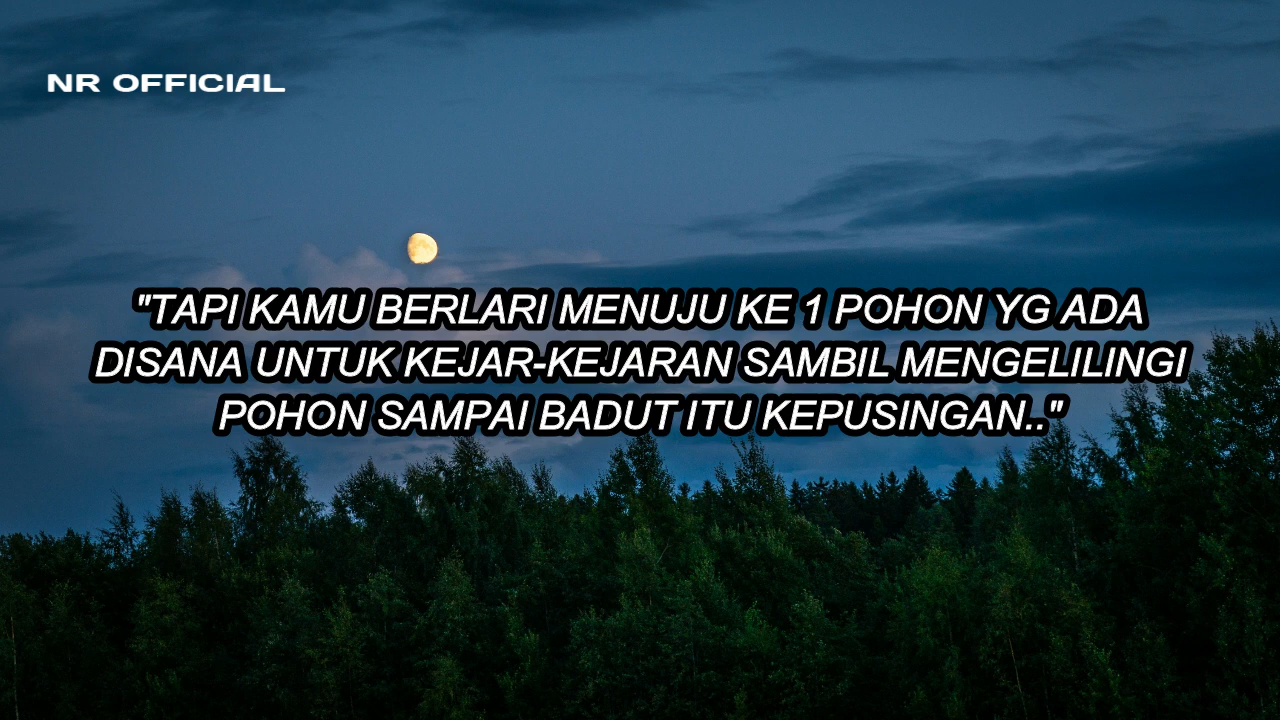 NR OFFICIAL
"TAPI KAMU BERLARI MENUJU KE 1 POHON YG ADA
DISANA UNTUK KEJAR-KEJARAN SAMBIL MENGELILINGI
POHON SAMPAI BADUT ITU KEPUSINGAN.."